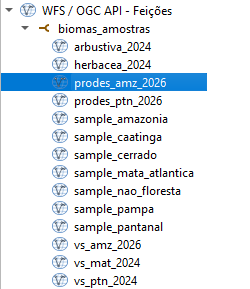 WFS / OGC API - Feições
biomas_amostras
arbustiva_2024
herbacea_2024
prodes_amz_2026
prodes_ptn_2026
sample_amazonia
sample_caatinga
sample_cerrado
sample_mata_atlantica
sample_nao_floresta
sample_pampa
sample_pantanal
vs_amz_2026
vs_mat_2024
vs_ptn_2024